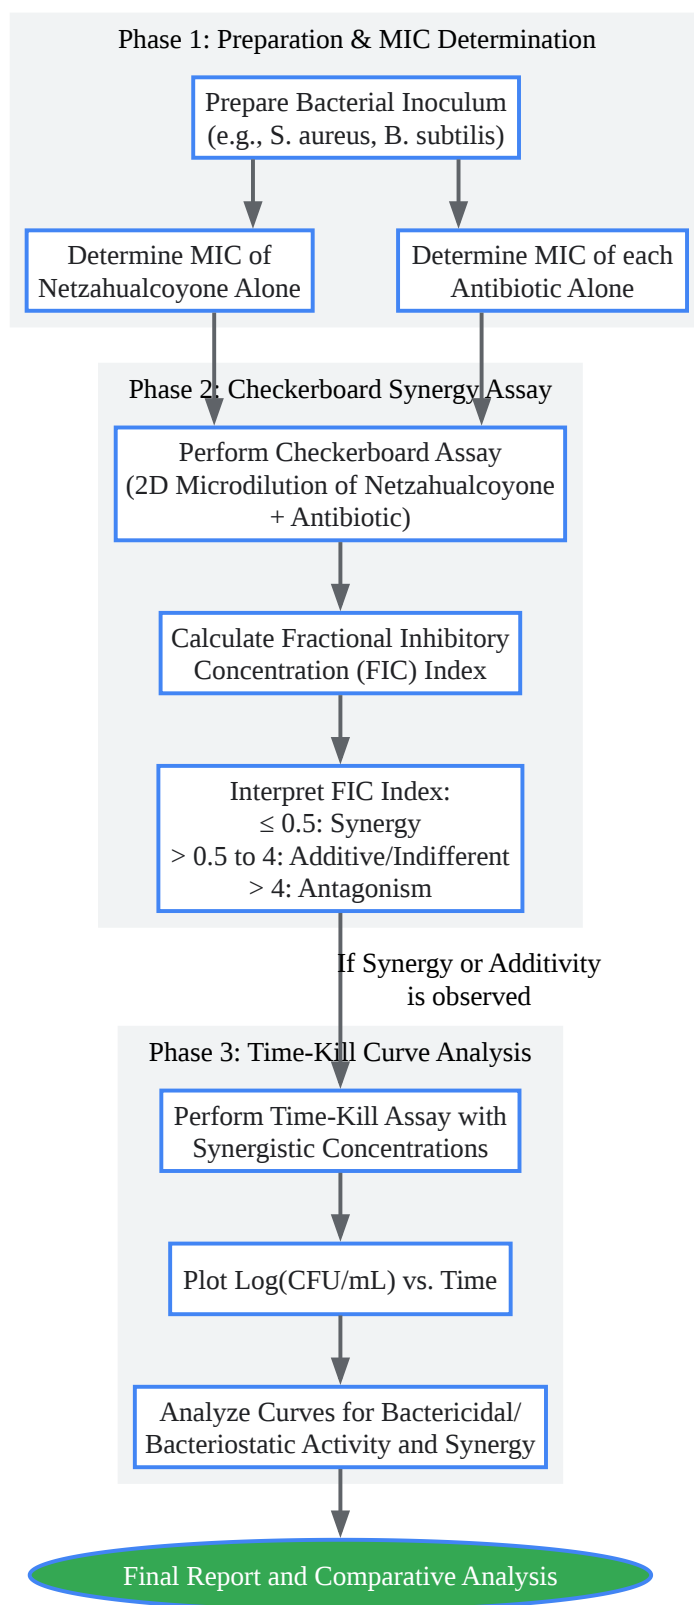 Phase 1: Preparation & MIC Determination
Prepare Bacterial Inoculum
(e.g., S. aureus, B. subtilis)
Determine MIC of
Netzahualcoyone Alone
Determine MIC of each
Antibiotic Alone
Phase 2: Checkerboard Synergy Assay
Perform Checkerboard Assay
(2D Microdilution of Netzahualcoyone
+ Antibiotic)
Calculate Fractional Inhibitory
Concentration (FIC) Index
Interpret FIC Index:
≤ 0.5: Synergy
> 0.5 to 4: Additive/Indifferent
> 4: Antagonism
If Synergy or Additivity
is observed
Phase 3: Time-Kill Curve Analysis
Perform Time-Kill Assay with
Synergistic Concentrations
Plot Log(CFU/mL) vs. Time
Analyze Curves for Bactericidal/
Bacteriostatic Activity and Synergy
Final Report and Comparative Analysis